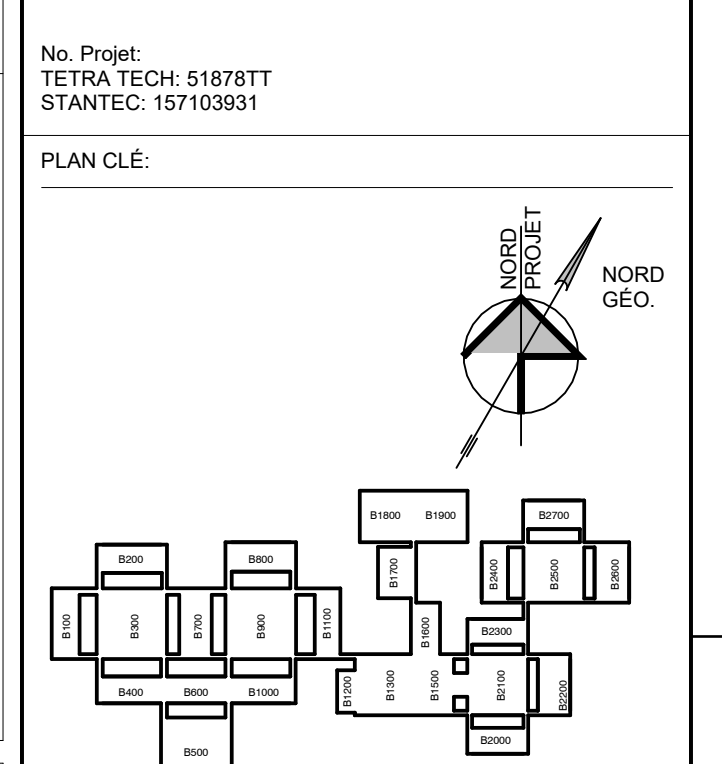 No. Projet:
TETRA TECH: 51878TT
STANTEC: 157103931
PLAN CLÉ:
NORD
PROJET
NORD
GÉO.
B1800 B1900
B2700
B200
B800
B1700
B2400
B2500
B2600
B100
B300
B700
B900
B1100
B1600
B2300
B400 B600 B1000
B1200
B1300
B1500
B2100
B2200
B500
B2000